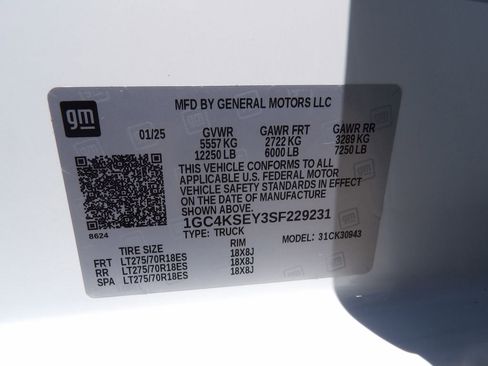 gm
MFD BY GENERAL MOTORS LLC
01/25 GVWR GAWR FRT GAWR RR
5557 KG 2722 KG 3289 KG
12250 LB 6000 LB 7250 LB
THIS VEHICLE CONFORMS TO ALL
APPLICABLE U.S. FEDERAL MOTOR
VEHICLE SAFETY STANDARDS IN EFFECT
ON THE DATE OF MANUFACTURE
SHOWN ABOVE.
1GC4KSEY3SF229231
8624 TYPE: TRUCK MODEL: 31CK30943
TIRE SIZE RIM
FRT LT275/70R18ES 18X8J
RR LT275/70R18ES 18X8J
SPA LT275/70R18ES 18X8J